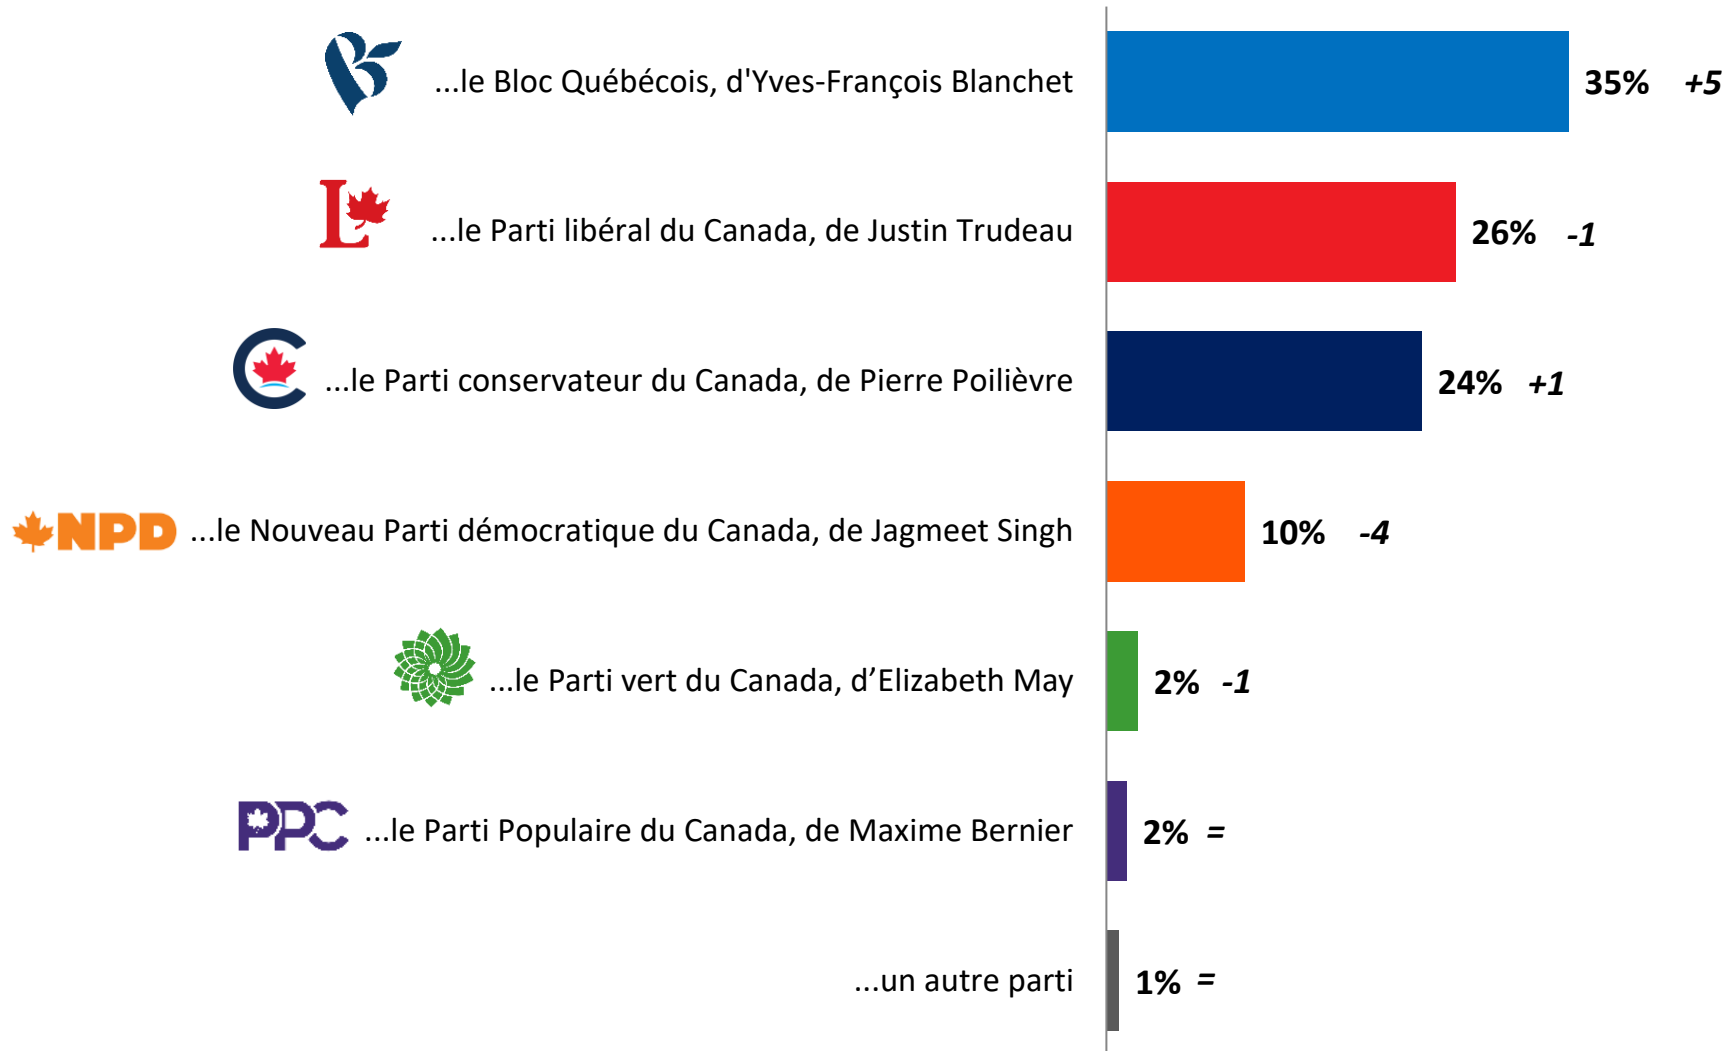 ...le Bloc Québécois, d'Yves-François Blanchet 35% +5
L ...le Parti libéral du Canada, de Justin Trudeau 26% -1
C ...le Parti conservateur du Canada, de Pierre Poilièvre 24% +1
NPD ...le Nouveau Parti démocratique du Canada, de Jagmeet Singh 10% -4
...le Parti vert du Canada, d’Elizabeth May 2% -1
PPC ...le Parti Populaire du Canada, de Maxime Bernier 2% =
...un autre parti 1% =